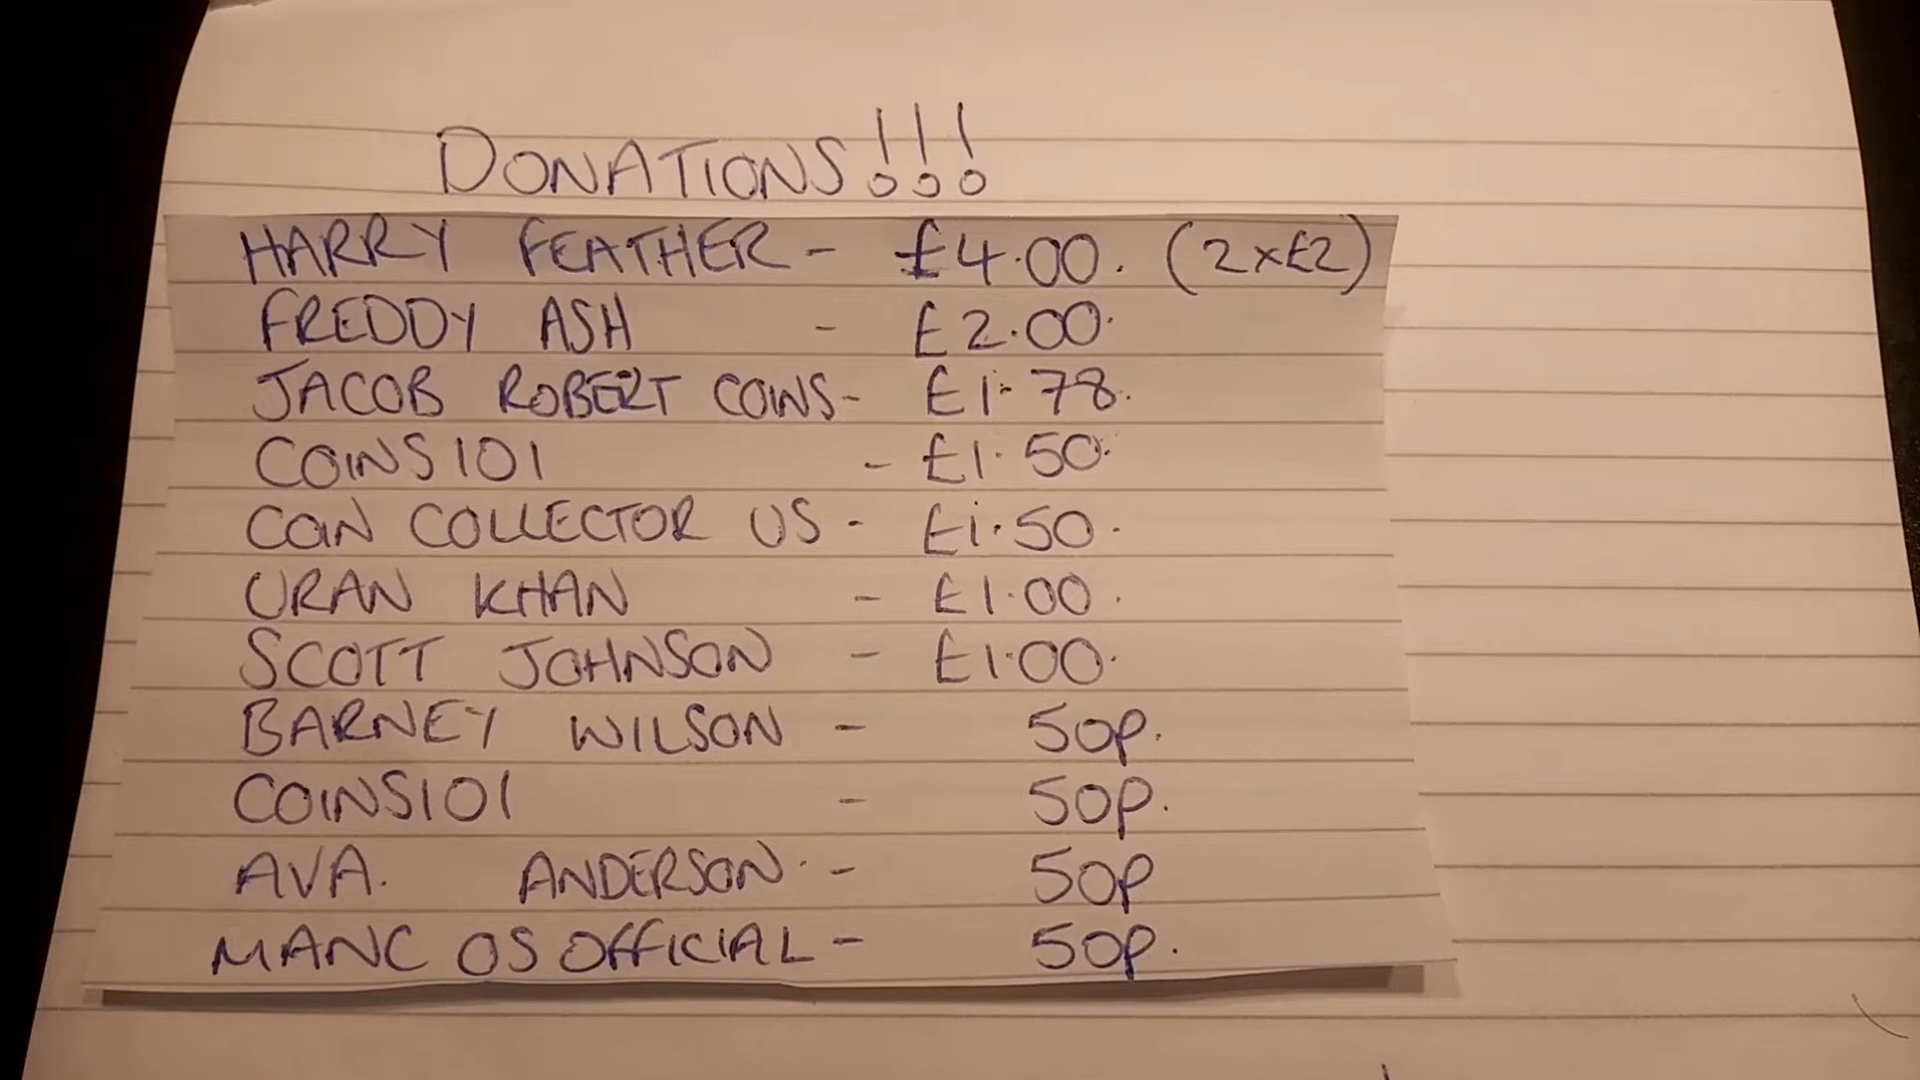 DONATIONS!!!
HARRY FEATHER - £4.00. (2x£2)
FREDDY ASH - £2.00.
JACOB ROBERT COINS - £1.78.
COINS101 - £1.50.
COIN COLLECTOR US - £1.50.
URAN KHAN - £1.00.
SCOTT JOHNSON - £1.00.
BARNEY WILSON - 50p.
COINS101 - 50p.
AVA. ANDERSON - 50p
MANC OS OFFICIAL - 50p.